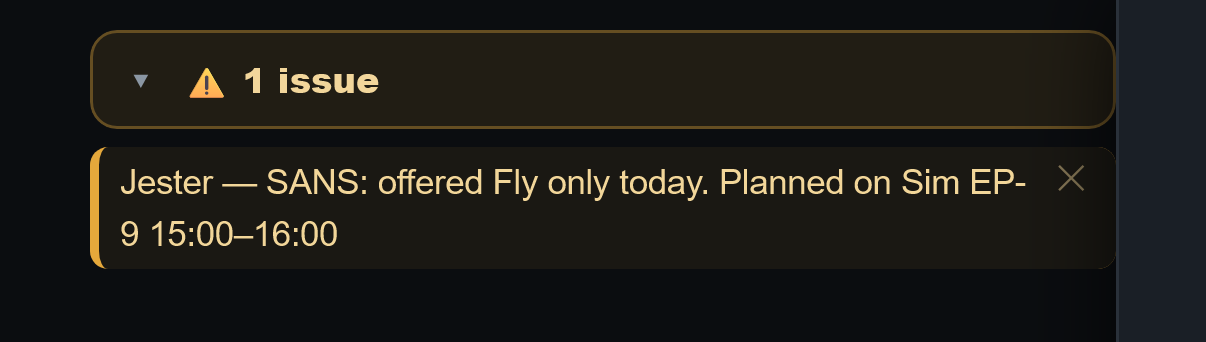 1 issue
Jester — SANS: offered Fly only today. Planned on Sim EP-
9 15:00–16:00